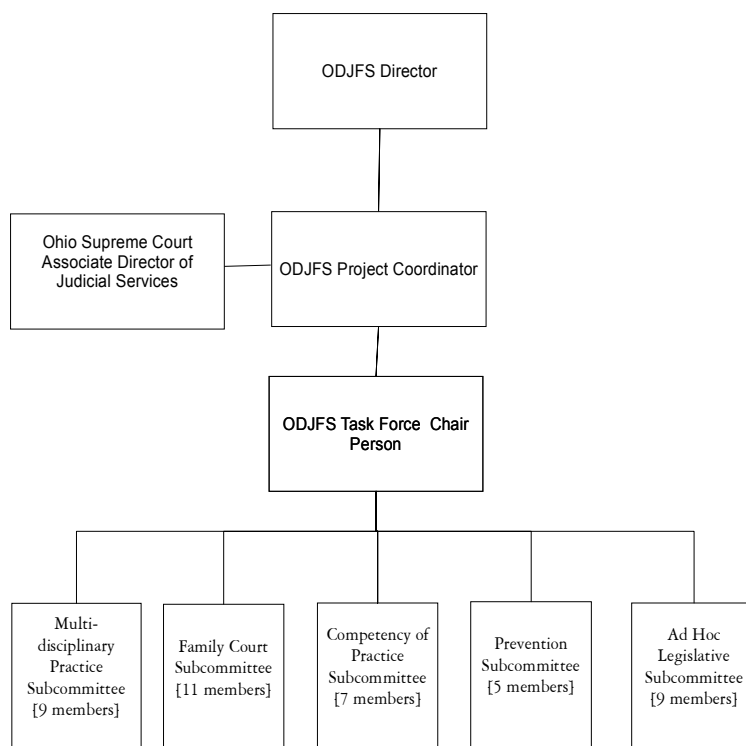 ODJFS Director
Ohio Supreme Court
Associate Director of
Judicial Services
ODJFS Project Coordinator
ODJFS Task Force  Chair
Person
Multi-
disciplinary
Practice
Subcommittee
[9 members]
Family Court
Subcommittee
[11 members]
Competency of
Practice
Subcommittee
[7 members]
Prevention
Subcommittee
[5 members]
Ad Hoc
Legislative
Subcommittee
[9 members]